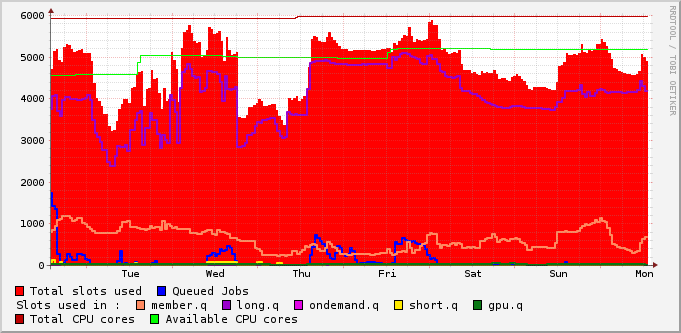 6000
5000
4000
3000
2000
1000
0
Tue Wed Thu Fri Sat Sun Mon
Total slots used Queued Jobs
Slots used in : member.q long.q ondemand.q short.q gpu.q
Total CPU cores Available CPU cores
RRDTOOL / TOBI OETIKER